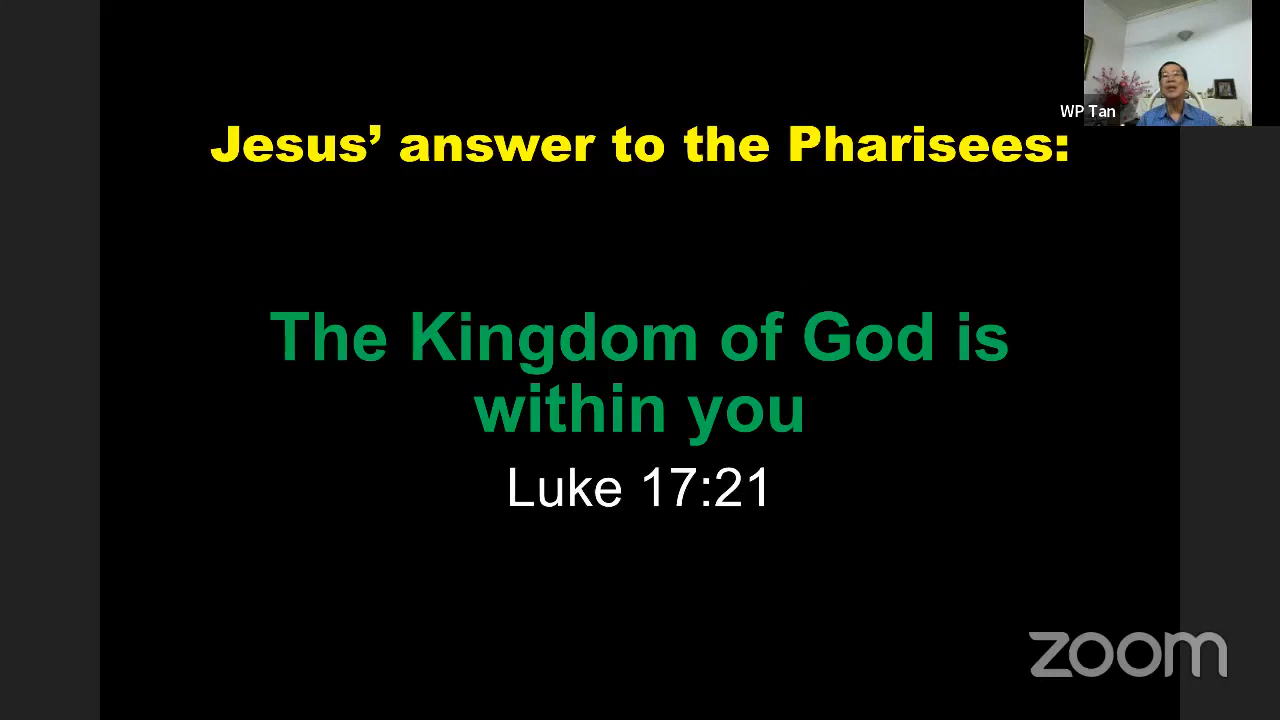 WP Tan
Jesus’ answer to the Pharisees:
The Kingdom of God is
within you
Luke 17:21
zoom